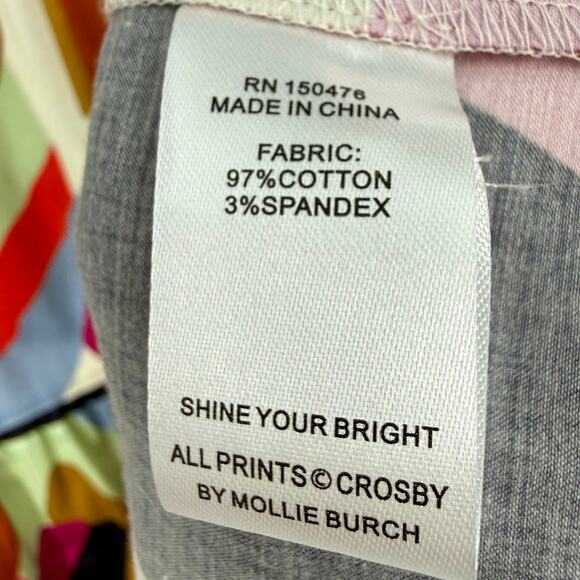 RN 150476
MADE IN CHINA
FABRIC:
97%COTTON
3%SPANDEX
SHINE YOUR BRIGHT
ALL PRINTS © CROSBY
BY MOLLIE BURCH